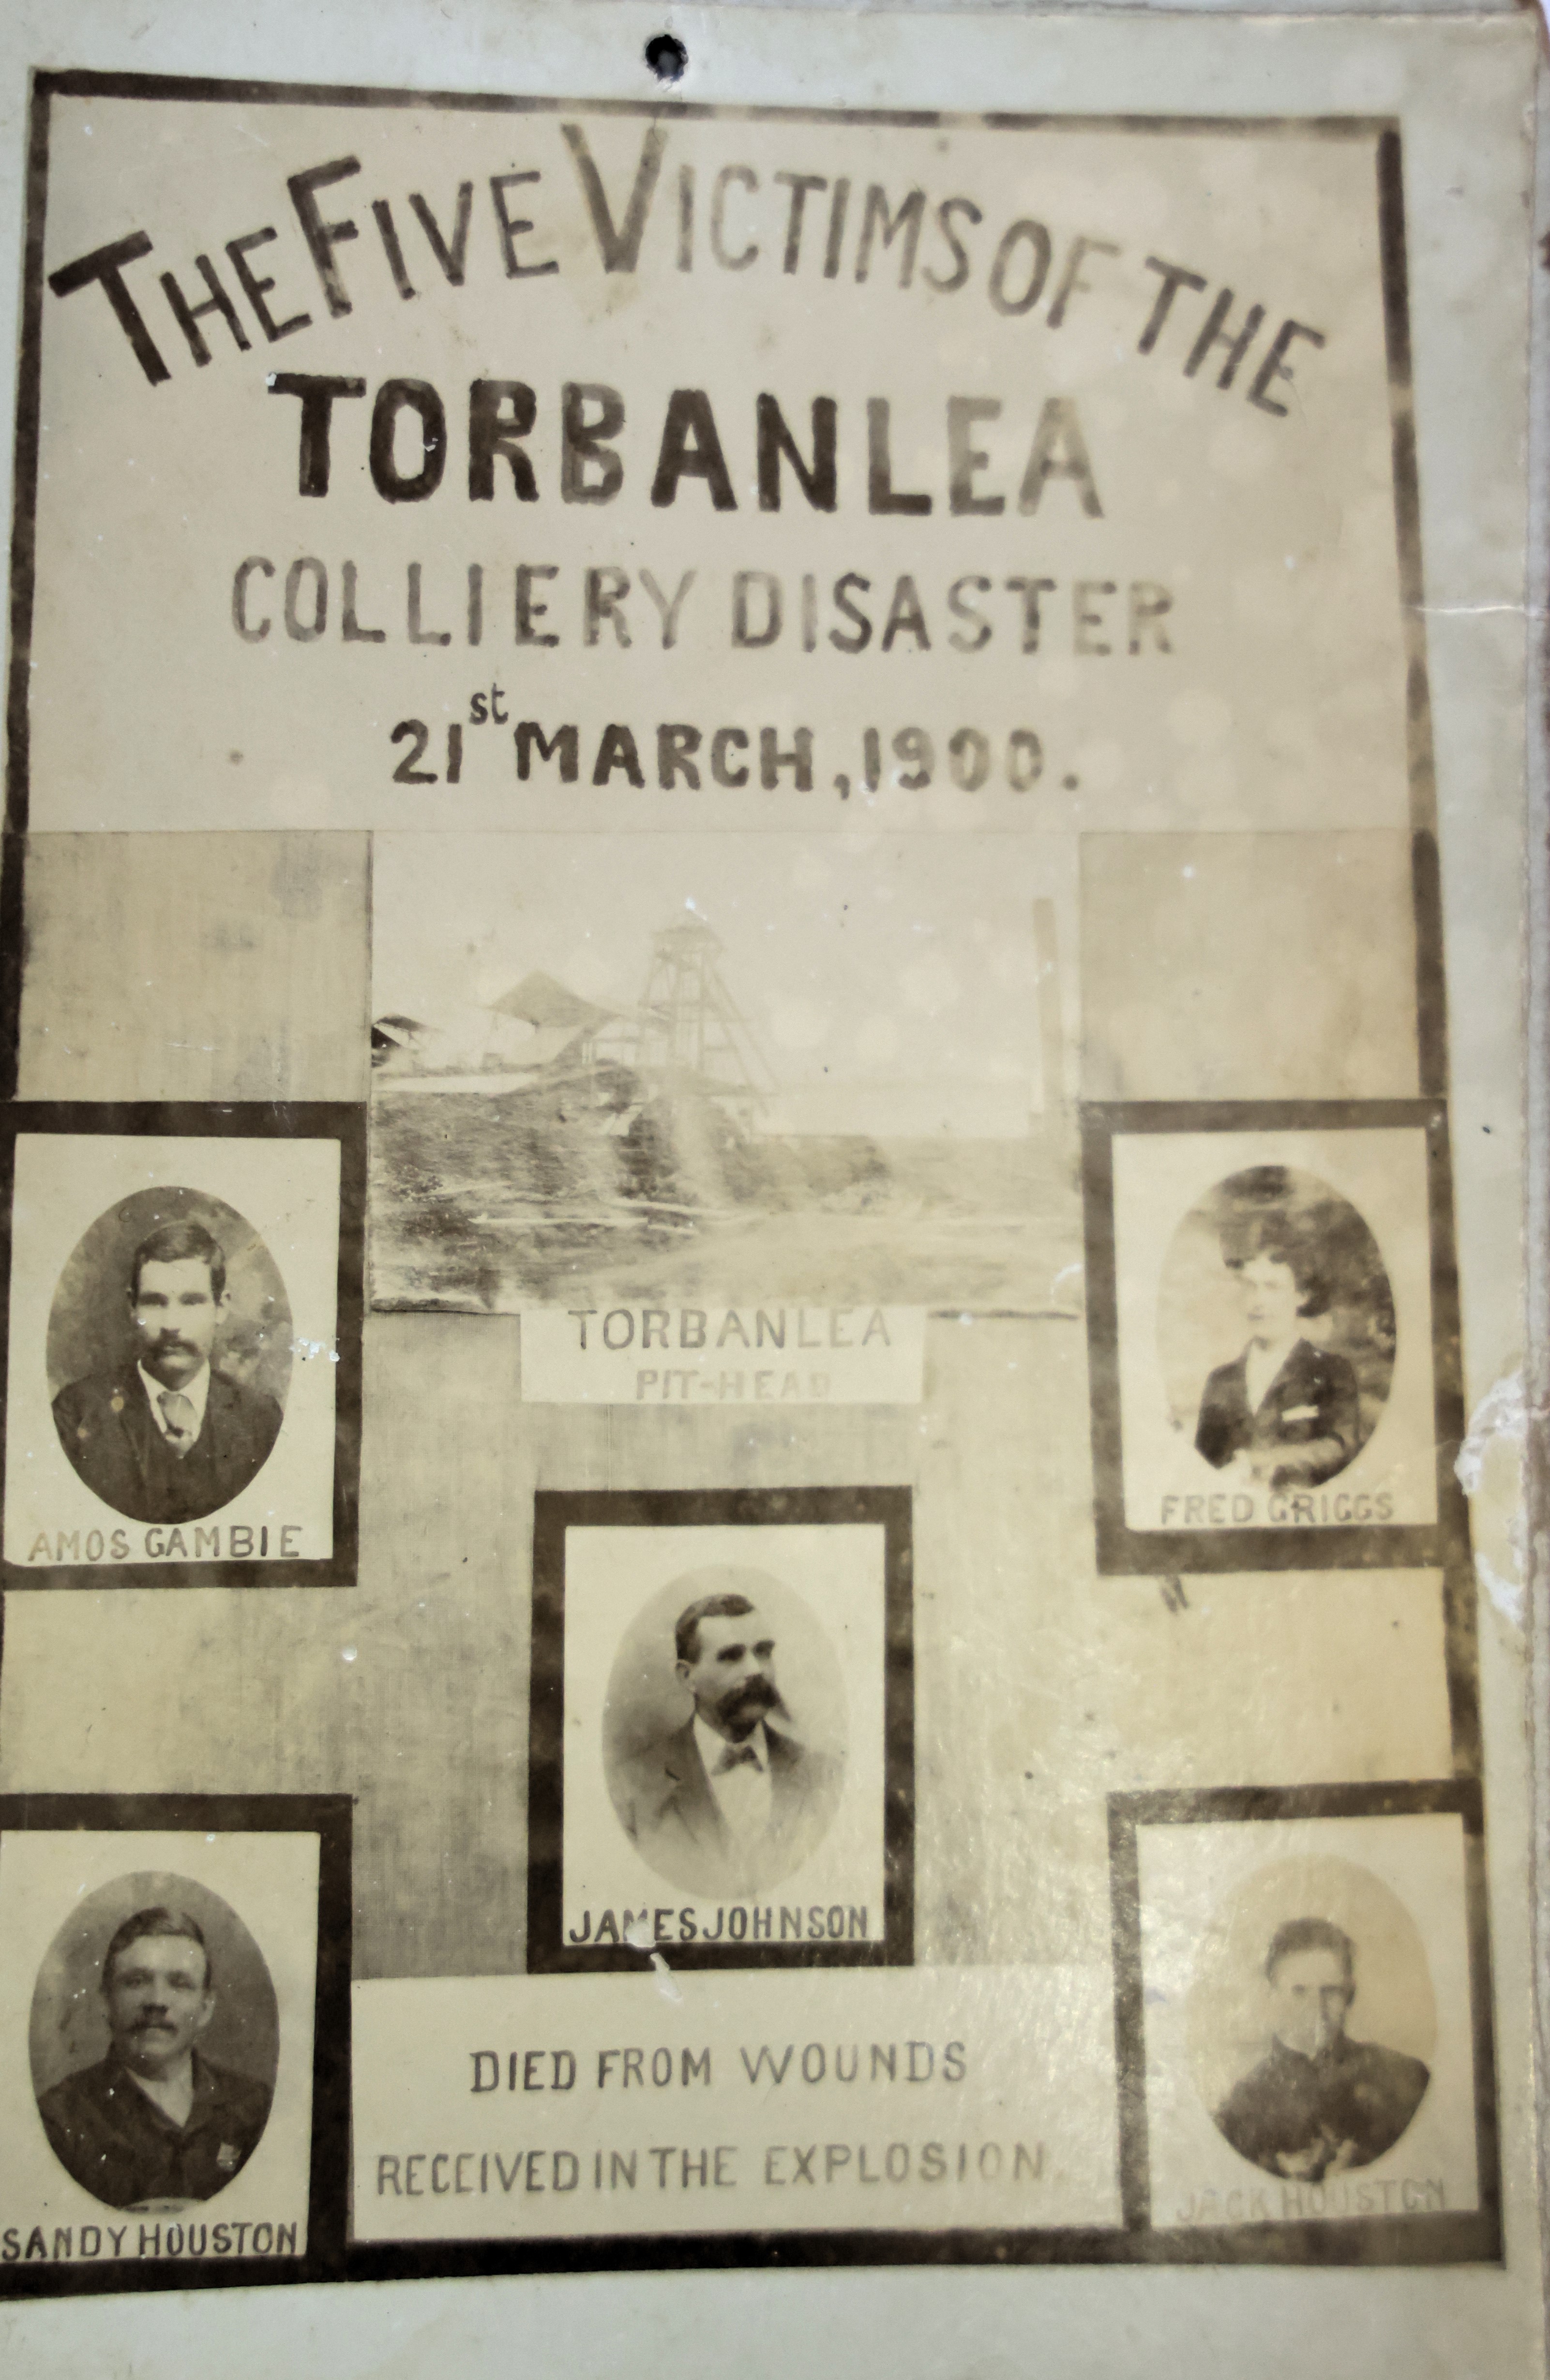 THE FIVE VICTIMS OF THE
TORBANLEA
COLLIERY DISASTER
21st MARCH, 1900.
TORBANLEA
PIT-HEAD
AMOS GAMBIE
FRED GRIGGS
JAMES JOHNSON
DIED FROM WOUNDS
RECEIVED IN THE EXPLOSION.
SANDY HOUSTON
JACK HOUSTON